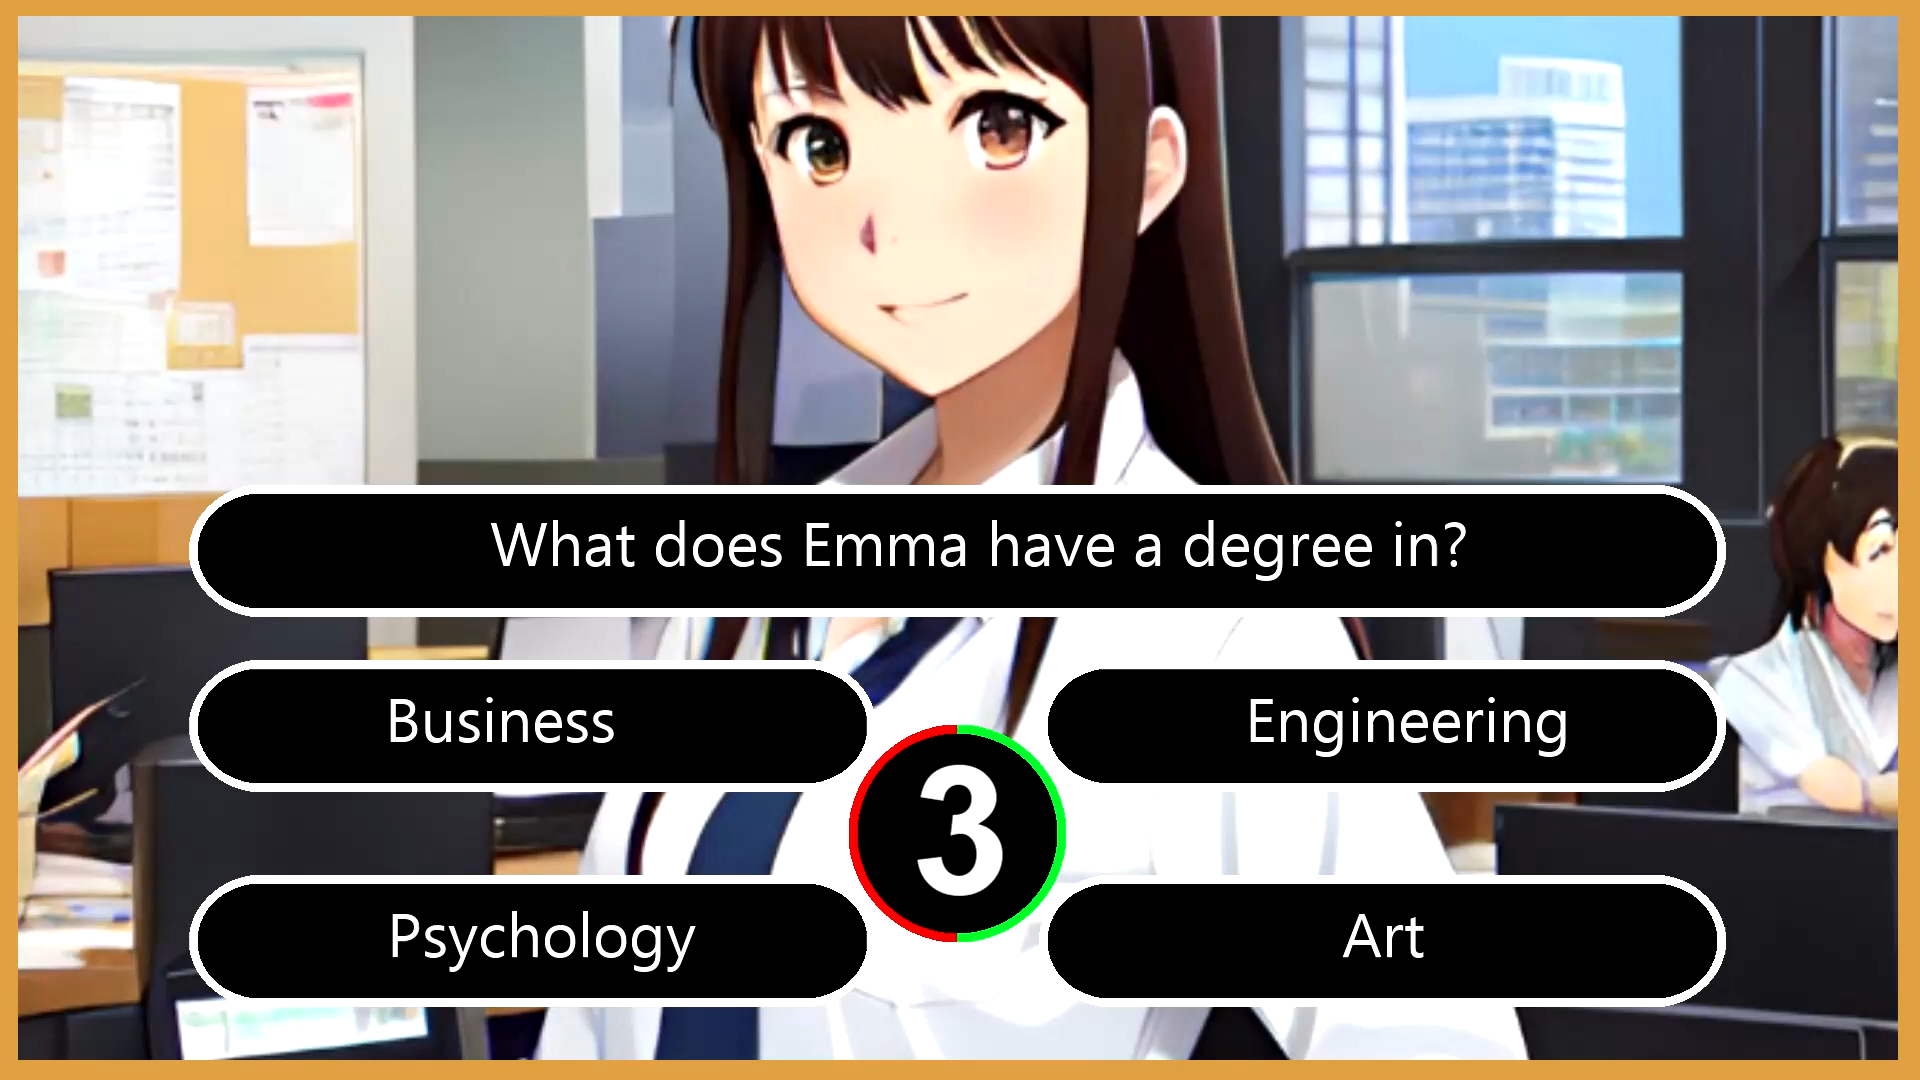 What does Emma have a degree in?
Business
Engineering
3
Psychology
Art